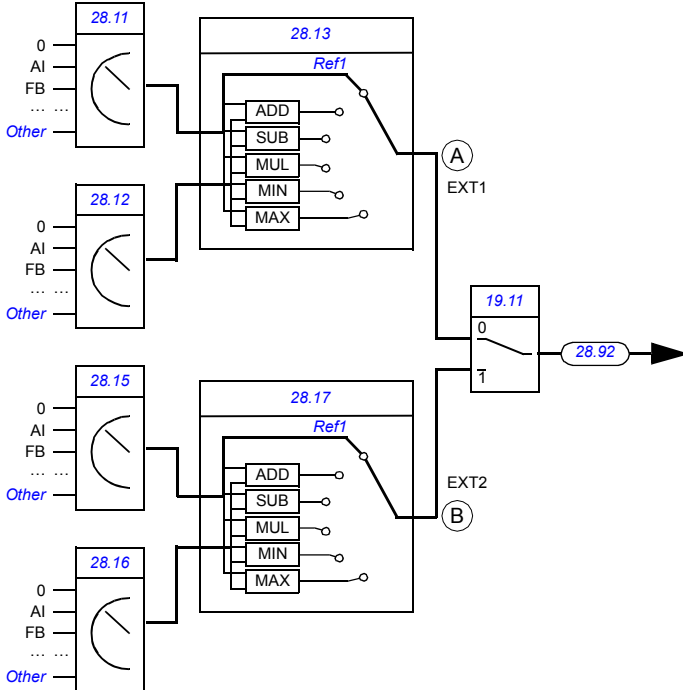 28.11
0
AI
FB
... ...
Other
28.13
Ref1
ADD
SUB
MUL
MIN
MAX
A
EXT1
28.12
0
AI
FB
... ...
Other
19.11
0
1
28.92
28.15
0
AI
FB
... ...
Other
28.17
Ref1
ADD
SUB
MUL
MIN
MAX
EXT2
B
28.16
0
AI
FB
... ...
Other